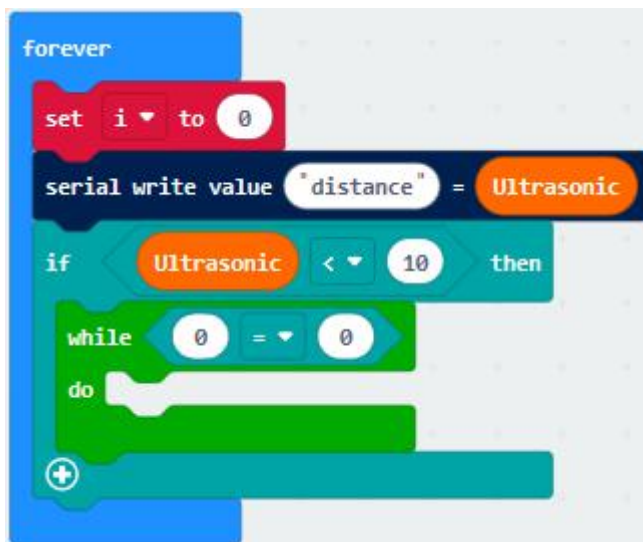 forever
set i to 0
serial write value "distance" = Ultrasonic
if Ultrasonic < 10 then
while 0 = 0
do